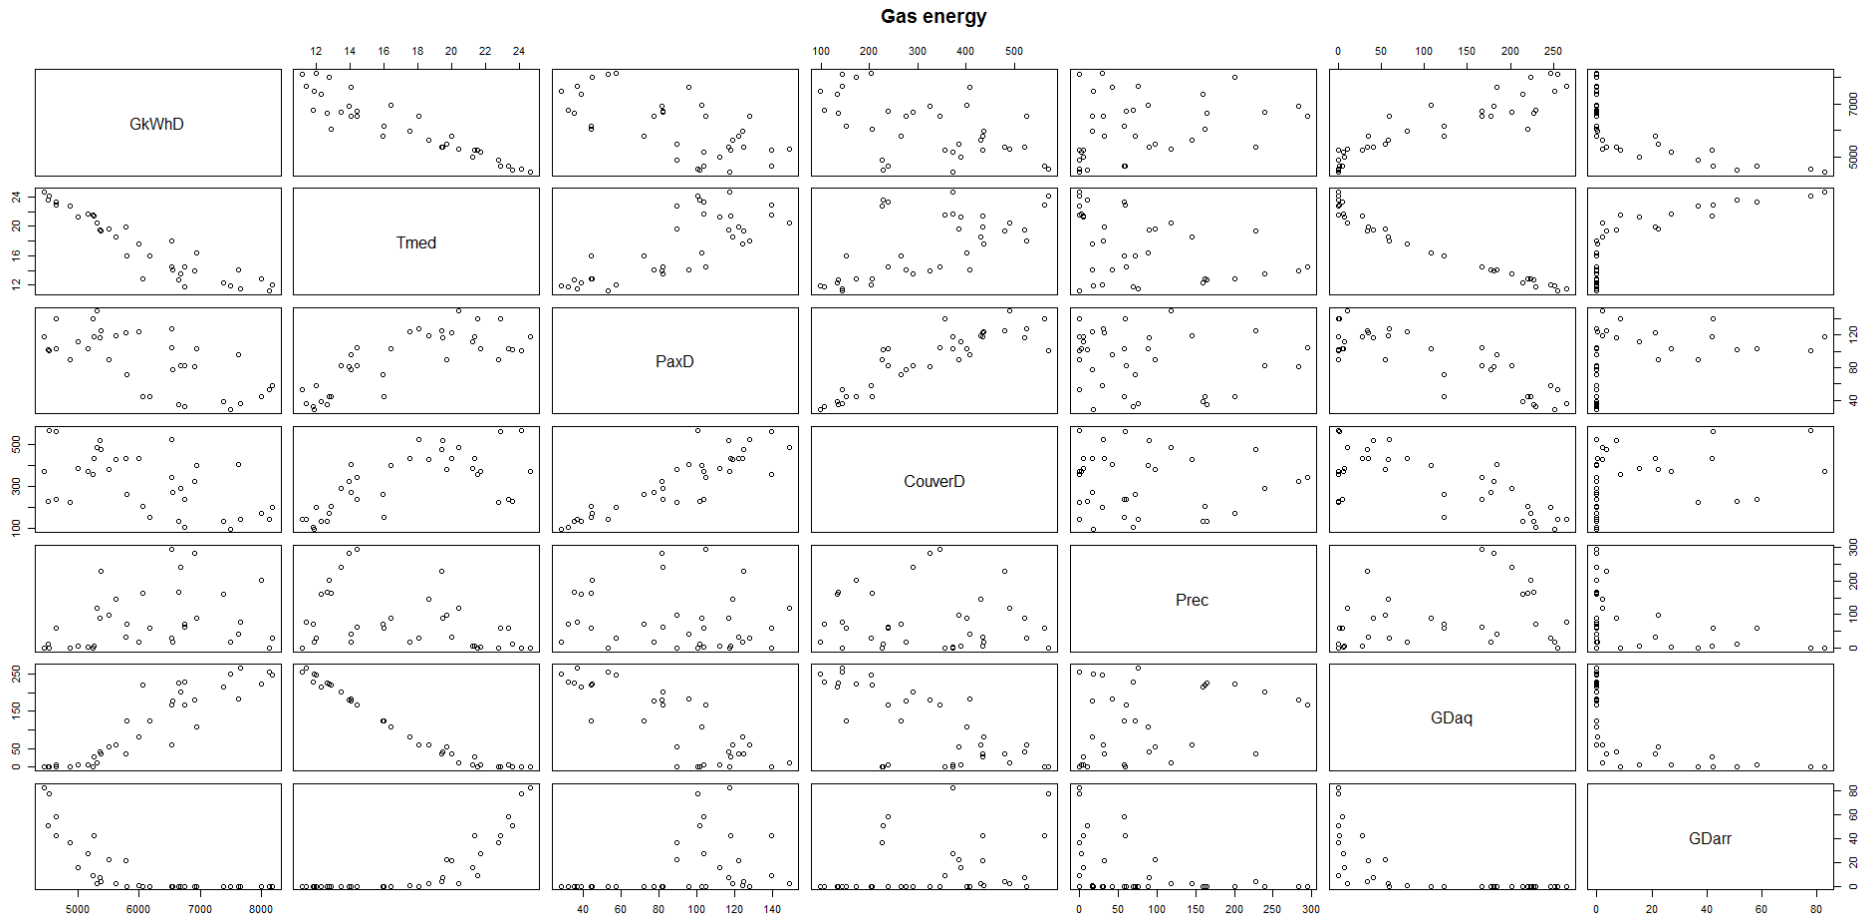 Gas energy
12 14 16 18 20 22 24
100 200 300 400 500
0 50 100 150 200 250
GkWhD
5000 7000
12 16 20 24
Tmed
PaxD
40 80 120
100 300 500
CouverD
Prec
0 100 200 300
0 50 150 250
GDaq
0 20 40 60 80
GDarr
5000 6000 7000 8000
40 60 80 100 120 140
0 50 100 150 200 250 300
0 20 40 60 80